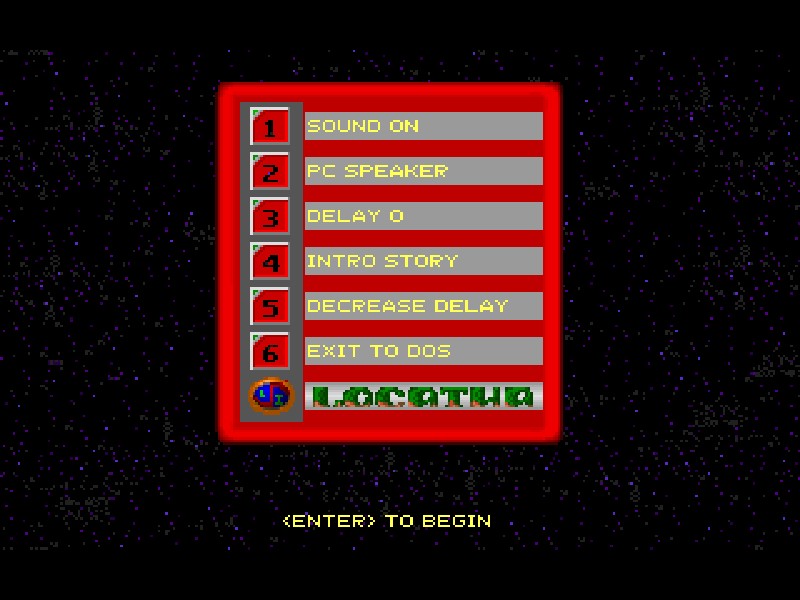 1 SOUND ON
2 PC SPEAKER
3 DELAY 0
4 INTRO STORY
5 DECREASE DELAY
6 EXIT TO DOS
<ENTER> TO BEGIN